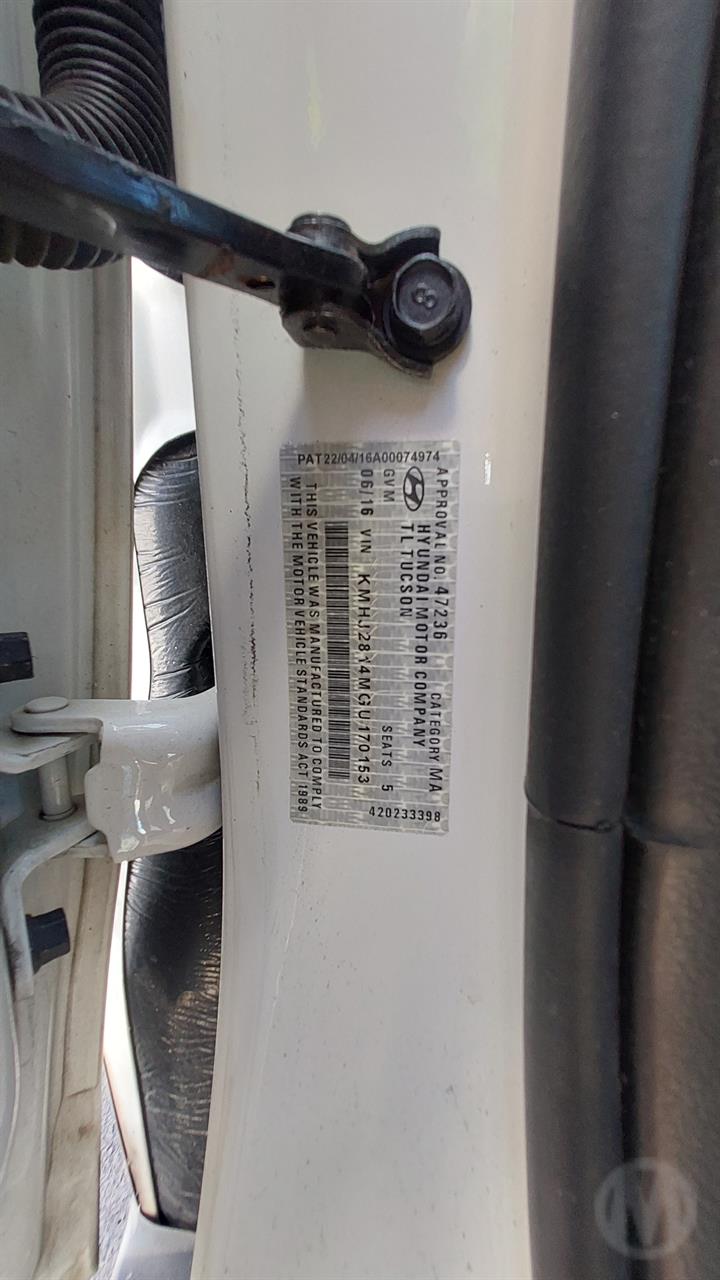 8
PAT22/04/16A00074974
APPROVAL NO. 47236 CATEGORY MA
HYUNDAI MOTOR COMPANY
TL TUCSON
GVM SEATS 5
06/16 VIN KMHJ2814MGU170153
THIS VEHICLE WAS MANUFACTURED TO COMPLY
WITH THE MOTOR VEHICLE STANDARDS ACT 1989
420233398
M